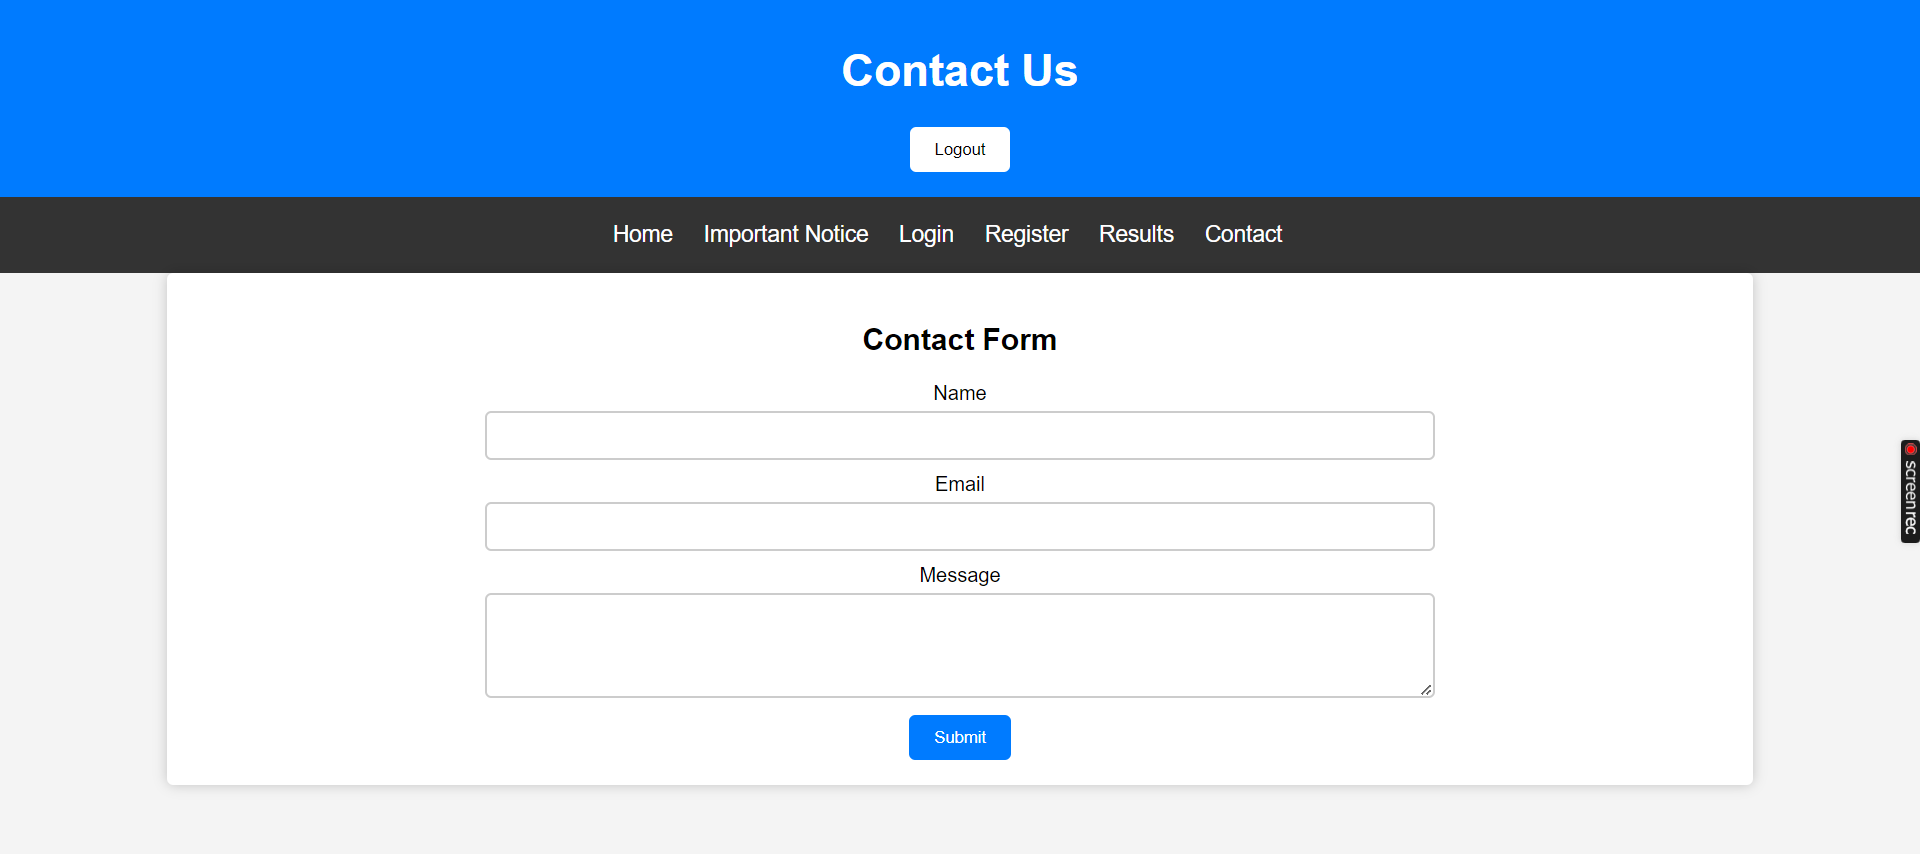 Contact Us
Logout
Home Important Notice Login Register Results Contact
Contact Form
Name
Email
Message
Submit
screenrec